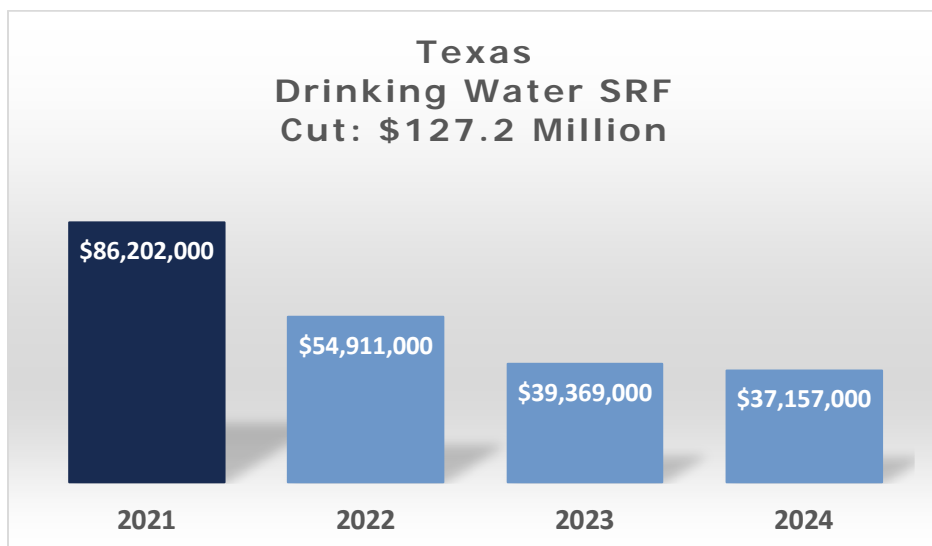 Texas
Drinking Water SRF
Cut: $127.2 Million
$86,202,000
$54,911,000
$39,369,000
$37,157,000
2021
2022
2023
2024